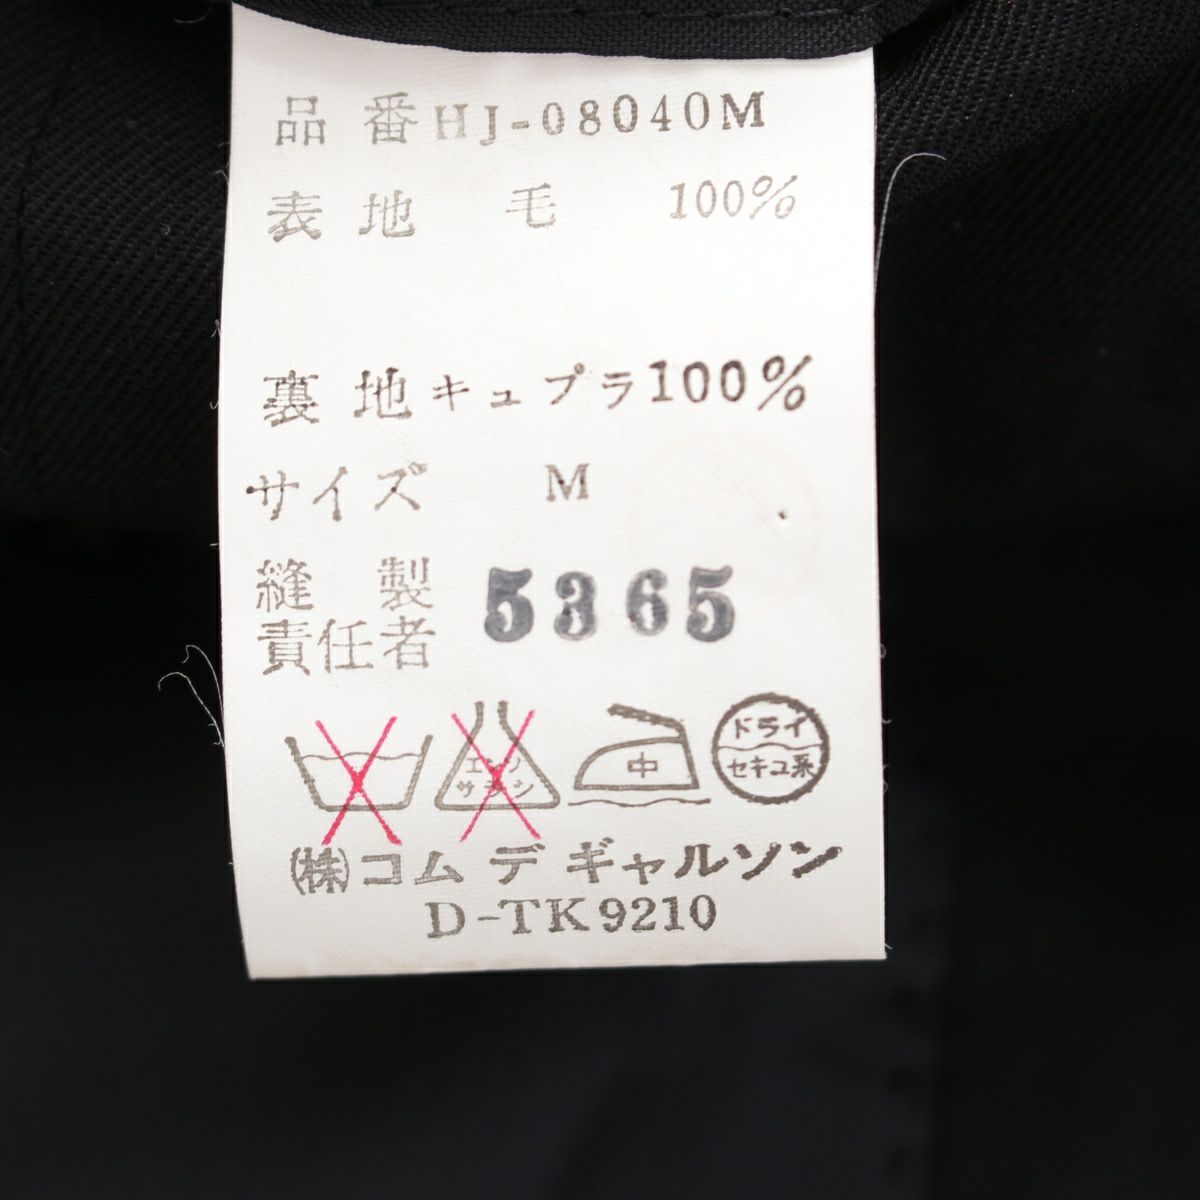 品番 HJ-08040M
表地 毛 100%
裏地 キュプラ 100%
サイズ M
縫製
責任者 5365
エンソ
サラシ
中
ドライ
セキユ系
(株)コム デ ギャルソン
D-TK9210